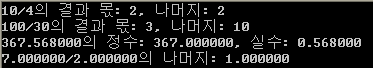 10/4의 결과 몫: 2, 나머지: 2
100/30의 결과 몫: 3, 나머지: 10
367.568000의 정수: 367.000000, 실수: 0.568000
7.000000/2.000000의 나머지: 1.000000